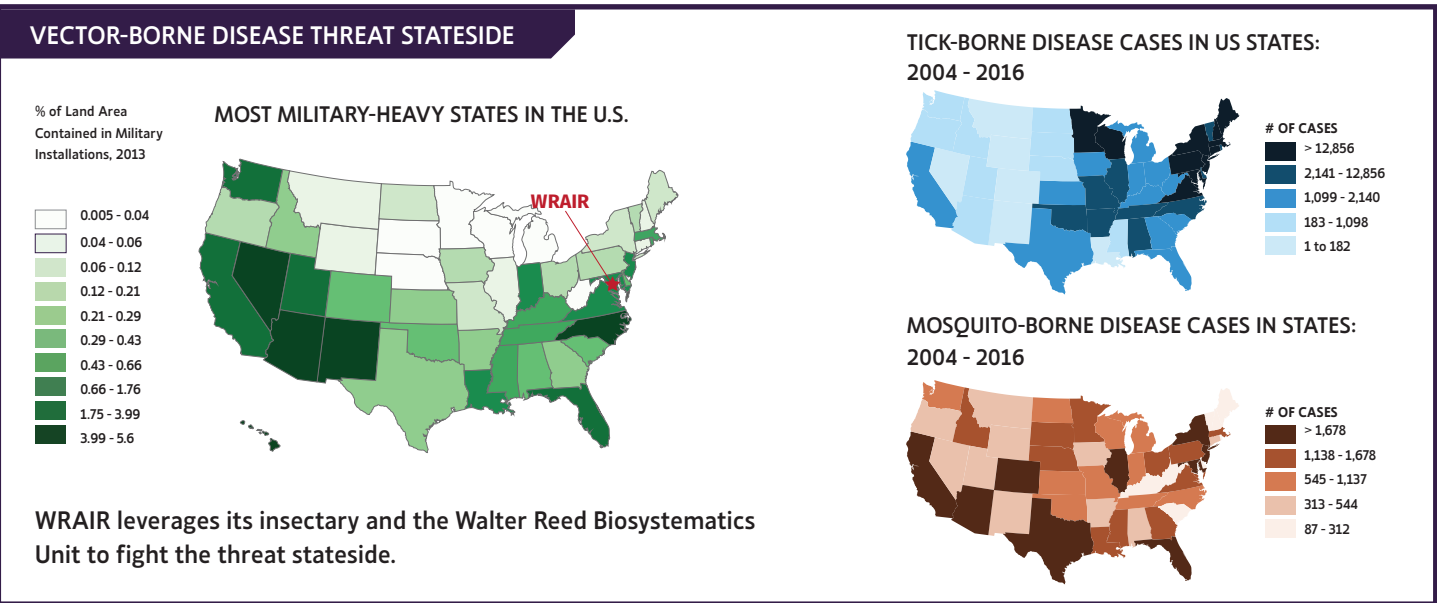 VECTOR-BORNE DISEASE THREAT STATESIDE
% of Land Area
Contained in Military
Installations, 2013
MOST MILITARY-HEAVY STATES IN THE U.S.
WRAIR
0.005 - 0.04
0.04 - 0.06
0.06 - 0.12
0.12 - 0.21
0.21 - 0.29
0.29 - 0.43
0.43 - 0.66
0.66 - 1.76
1.75 - 3.99
3.99 - 5.6
WRAIR leverages its insectary and the Walter Reed Biosystematics
Unit to fight the threat stateside.
TICK-BORNE DISEASE CASES IN US STATES:
2004 - 2016
# OF CASES
> 12,856
2,141 - 12,856
1,099 - 2,140
183 - 1,098
1 to 182
MOSQUITO-BORNE DISEASE CASES IN STATES:
2004 - 2016
# OF CASES
> 1,678
1,138 - 1,678
545 - 1,137
313 - 544
87 - 312